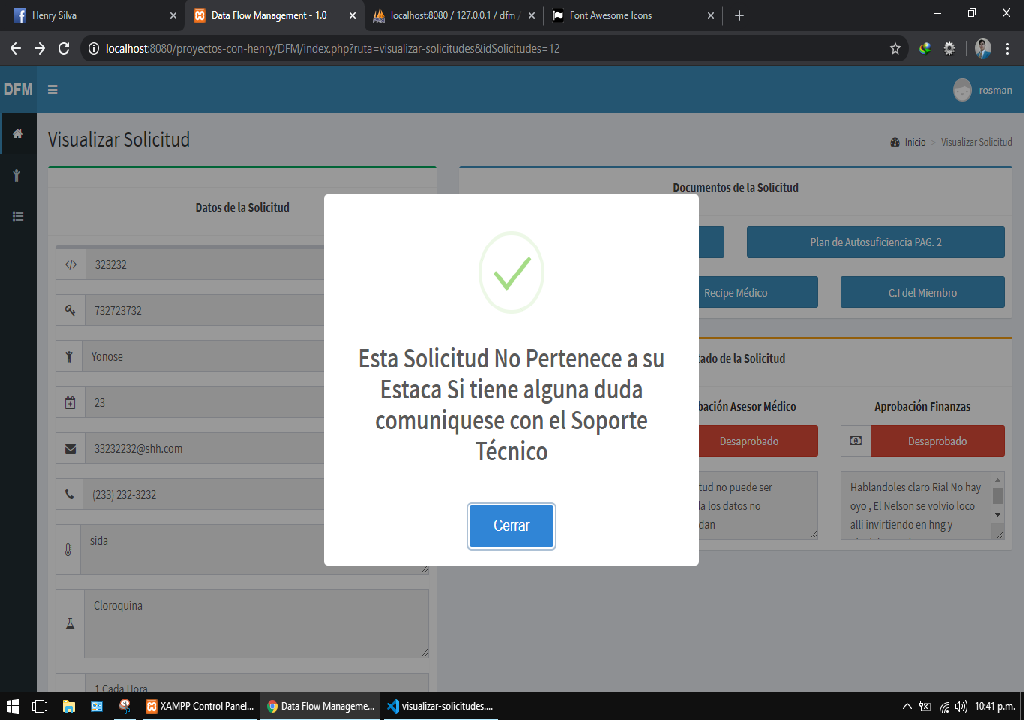 Henry Silva
Data Flow Management - 1.0
localhost:8080 / 127.0.0.1 / dfm /
Font Awesome Icons
localhost:8080/proyectos-con-henry/DFM/index.php?ruta=visualizar-solicitudes&idSolicitudes=12
DFM
rosman
Visualizar Solicitud
Inicio > Visualizar Solicitud
Datos de la Solicitud
323232
732723732
Yonose
23
33232232@shh.com
(233) 232-3232
sida
Cloroquina
1 Cada Hora
Documentos de la Solicitud
Plan de Autosuficiencia PAG. 2
Recipe Médico
C.I del Miembro
tado de la Solicitud
bación Asesor Médico
Aprobación Finanzas
Desaprobado
Desaprobado
tud no puede ser
a los datos no
dan
Hablandoles claro Rial No hay
oyo , El Nelson se volvio loco
alli invirtiendo en hng y
Esta Solicitud No Pertenece a su
Estaca Si tiene alguna duda
comuniquese con el Soporte
Técnico
Cerrar
XAMPP Control Panel...
Data Flow Manageme...
visualizar-solicitudes....
10:41 p.m.